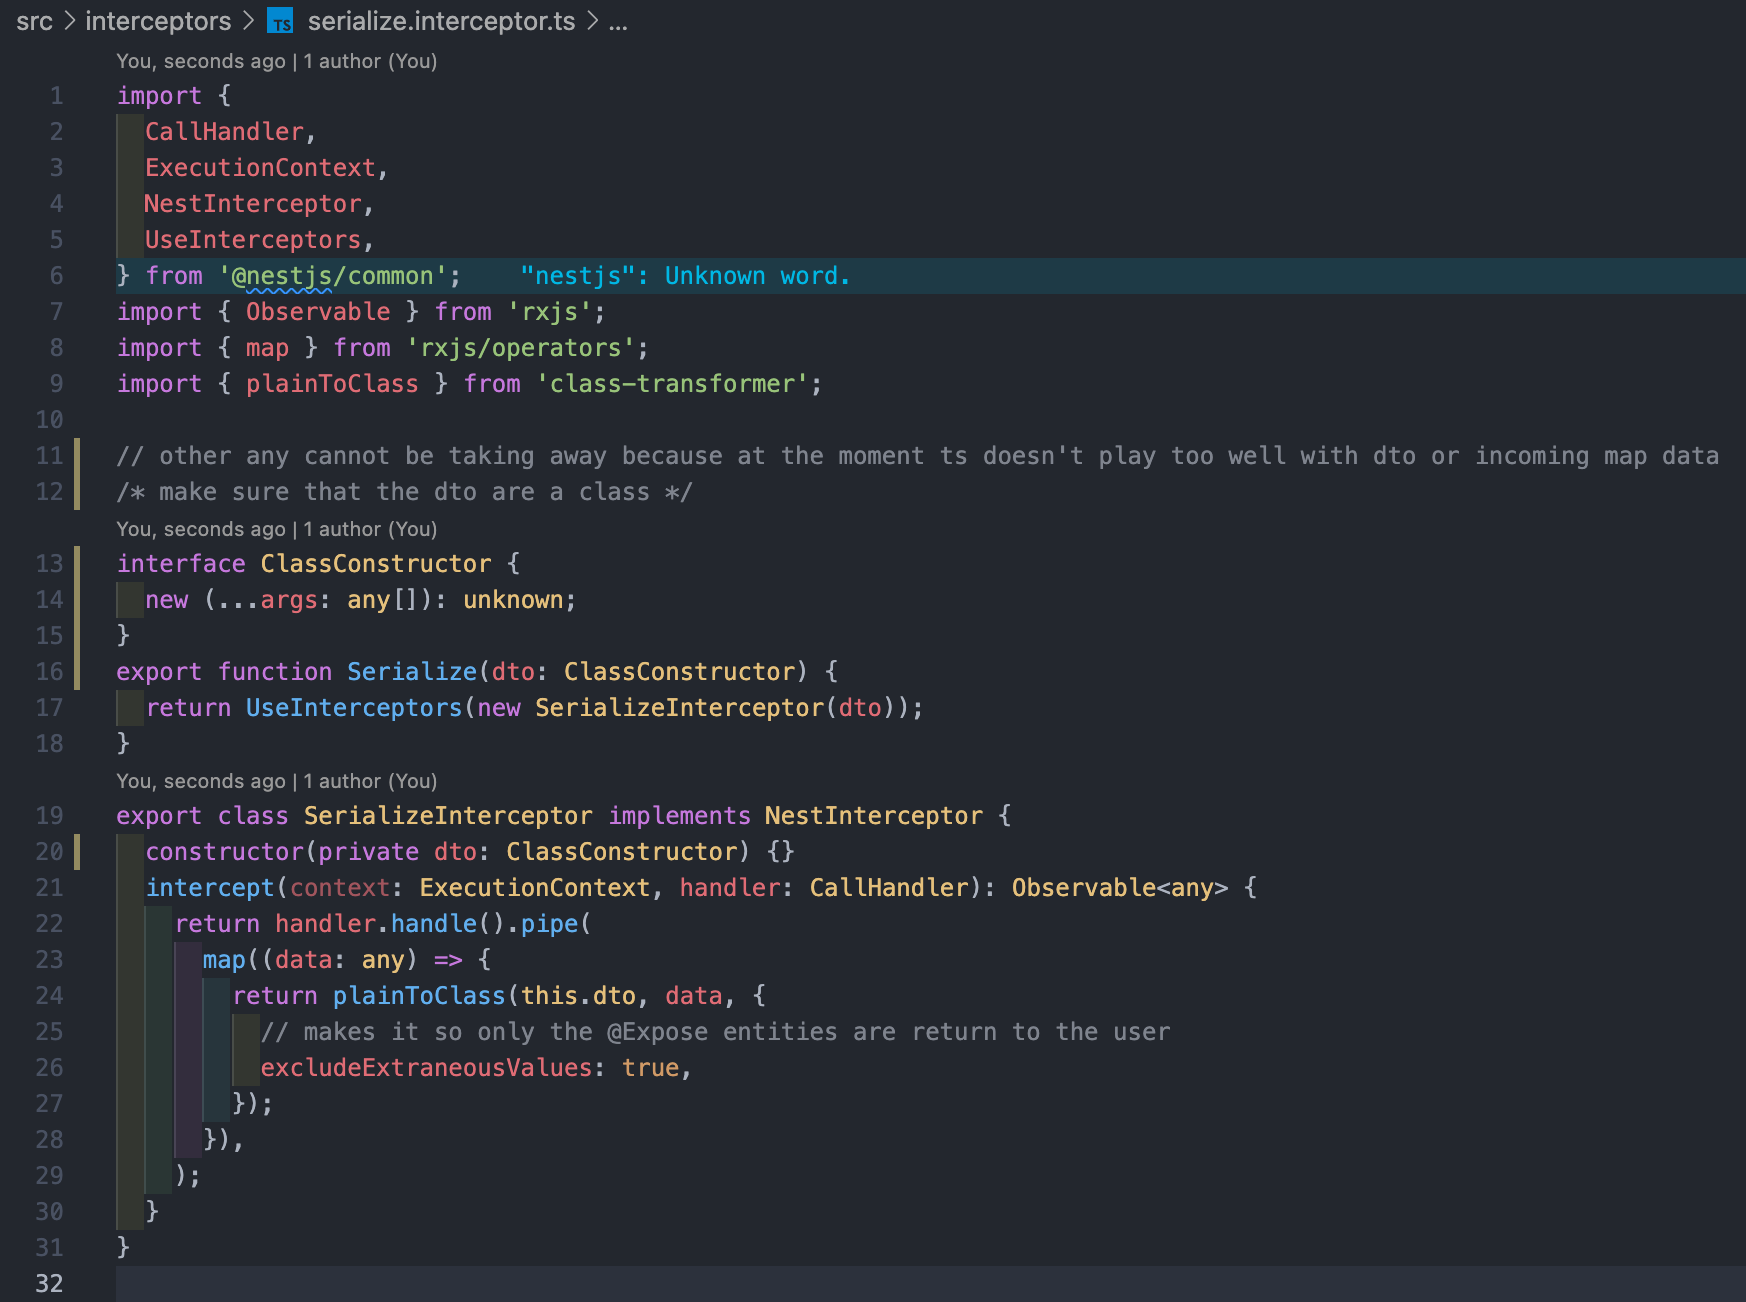 src > interceptors > TS serialize.interceptor.ts > ...
You, seconds ago | 1 author (You)
1 import {
2   CallHandler,
3   ExecutionContext,
4   NestInterceptor,
5   UseInterceptors,
6 } from '@nestjs/common';    "nestjs": Unknown word.
7 import { Observable } from 'rxjs';
8 import { map } from 'rxjs/operators';
9 import { plainToClass } from 'class-transformer';
10
11 // other any cannot be taking away because at the moment ts doesn't play too well with dto or incoming map data
12 /* make sure that the dto are a class */
You, seconds ago | 1 author (You)
13 interface ClassConstructor {
14   new (...args: any[]): unknown;
15 }
16 export function Serialize(dto: ClassConstructor) {
17   return UseInterceptors(new SerializeInterceptor(dto));
18 }
You, seconds ago | 1 author (You)
19 export class SerializeInterceptor implements NestInterceptor {
20   constructor(private dto: ClassConstructor) {}
21   intercept(context: ExecutionContext, handler: CallHandler): Observable<any> {
22     return handler.handle().pipe(
23       map((data: any) => {
24         return plainToClass(this.dto, data, {
25           // makes it so only the @Expose entities are return to the user
26           excludeExtraneousValues: true,
27         });
28       }),
29     );
30   }
31 }
32